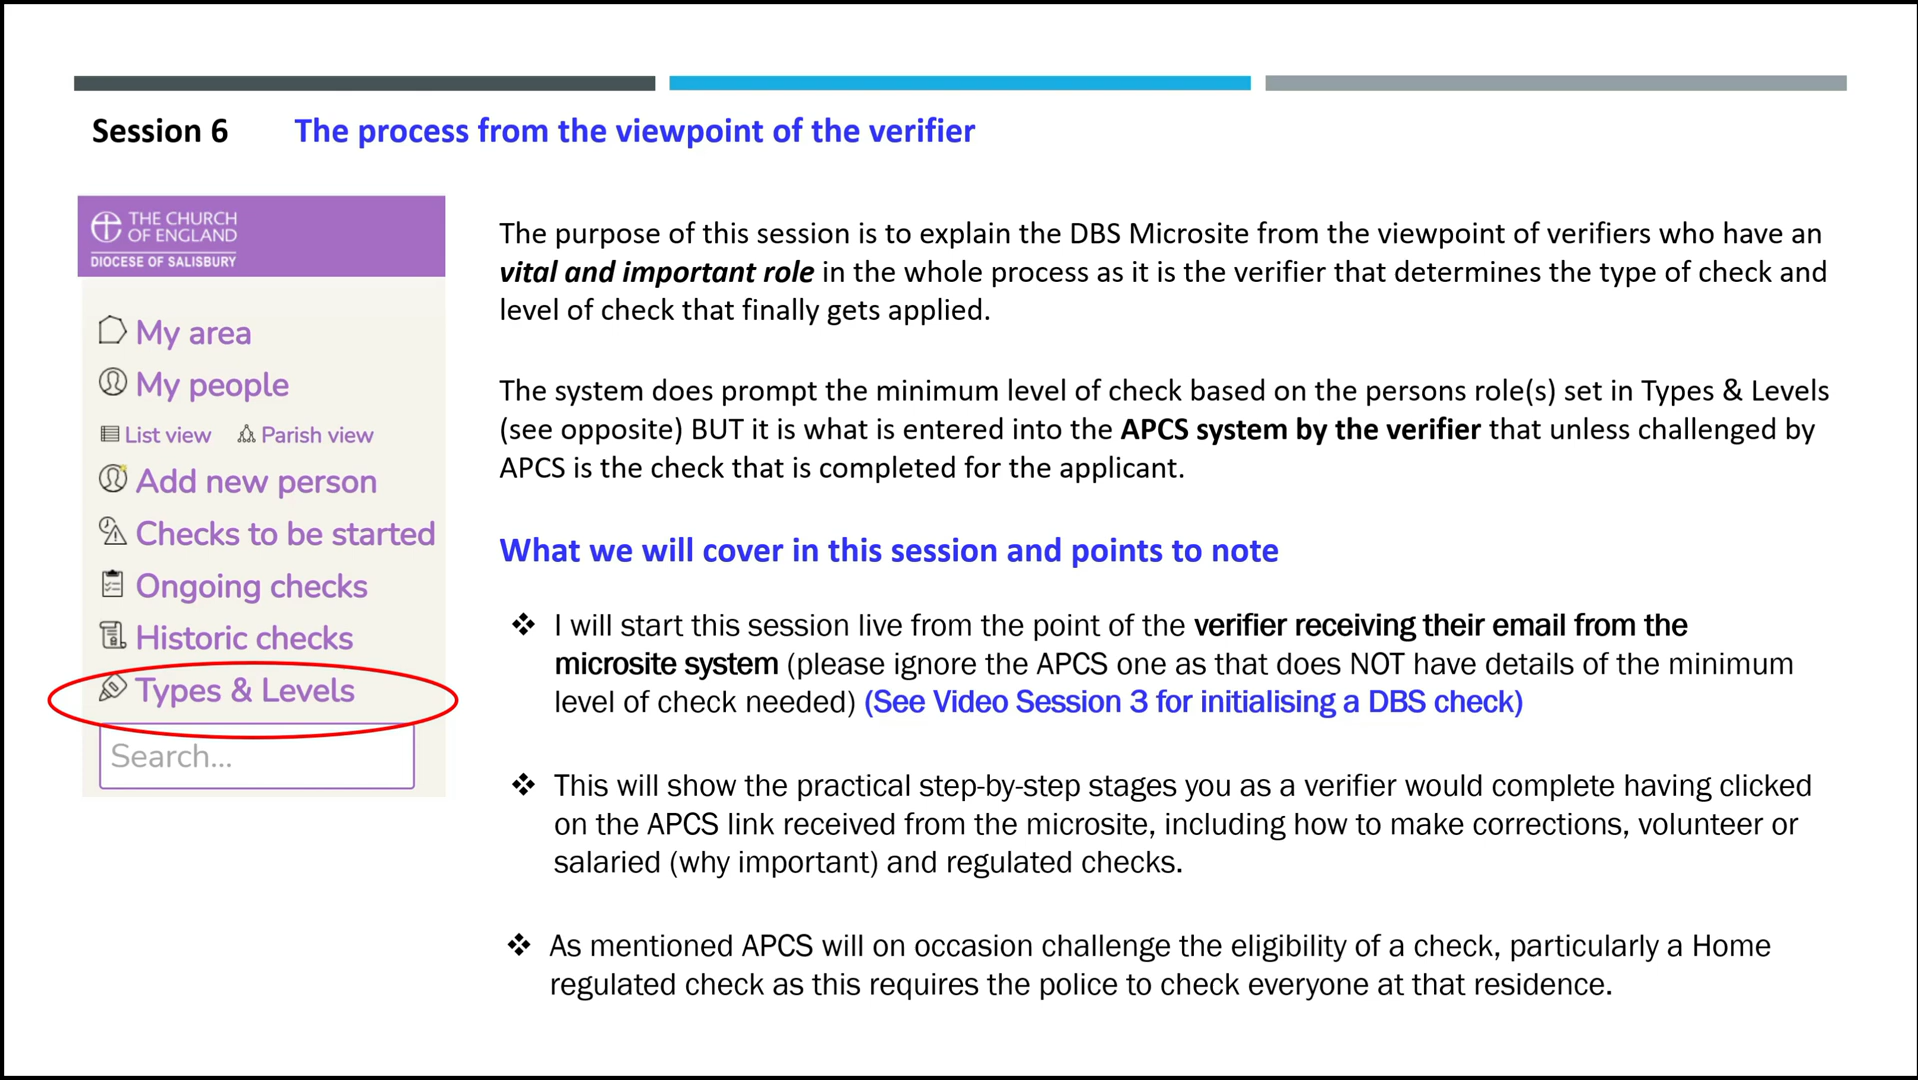 Session 6 The process from the viewpoint of the verifier
THE CHURCH
OF ENGLAND
DIOCESE OF SALISBURY
My area
My people
List view Parish view
Add new person
Checks to be started
Ongoing checks
Historic checks
Types & Levels
Search...
The purpose of this session is to explain the DBS Microsite from the viewpoint of verifiers who have an
vital and important role in the whole process as it is the verifier that determines the type of check and
level of check that finally gets applied.
The system does prompt the minimum level of check based on the persons role(s) set in Types & Levels
(see opposite) BUT it is what is entered into the APCS system by the verifier that unless challenged by
APCS is the check that is completed for the applicant.
What we will cover in this session and points to note
❖ I will start this session live from the point of the verifier receiving their email from the
microsite system (please ignore the APCS one as that does NOT have details of the minimum
level of check needed) (See Video Session 3 for initialising a DBS check)
❖ This will show the practical step-by-step stages you as a verifier would complete having clicked
on the APCS link received from the microsite, including how to make corrections, volunteer or
salaried (why important) and regulated checks.
❖ As mentioned APCS will on occasion challenge the eligibility of a check, particularly a Home
regulated check as this requires the police to check everyone at that residence.